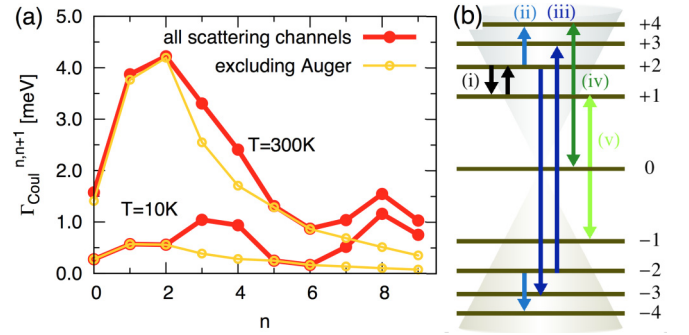 (a)
Γ_Coul^n,n+1 [meV]
5.0
4.0
3.0
2.0
1.0
0.0
all scattering channels
excluding Auger
T=300K
T=10K
0 2 4 6 8
n
(b)
(ii) (iii)
(i)
(iv)
(v)
+4
+3
+2
+1
0
−1
−2
−3
−4